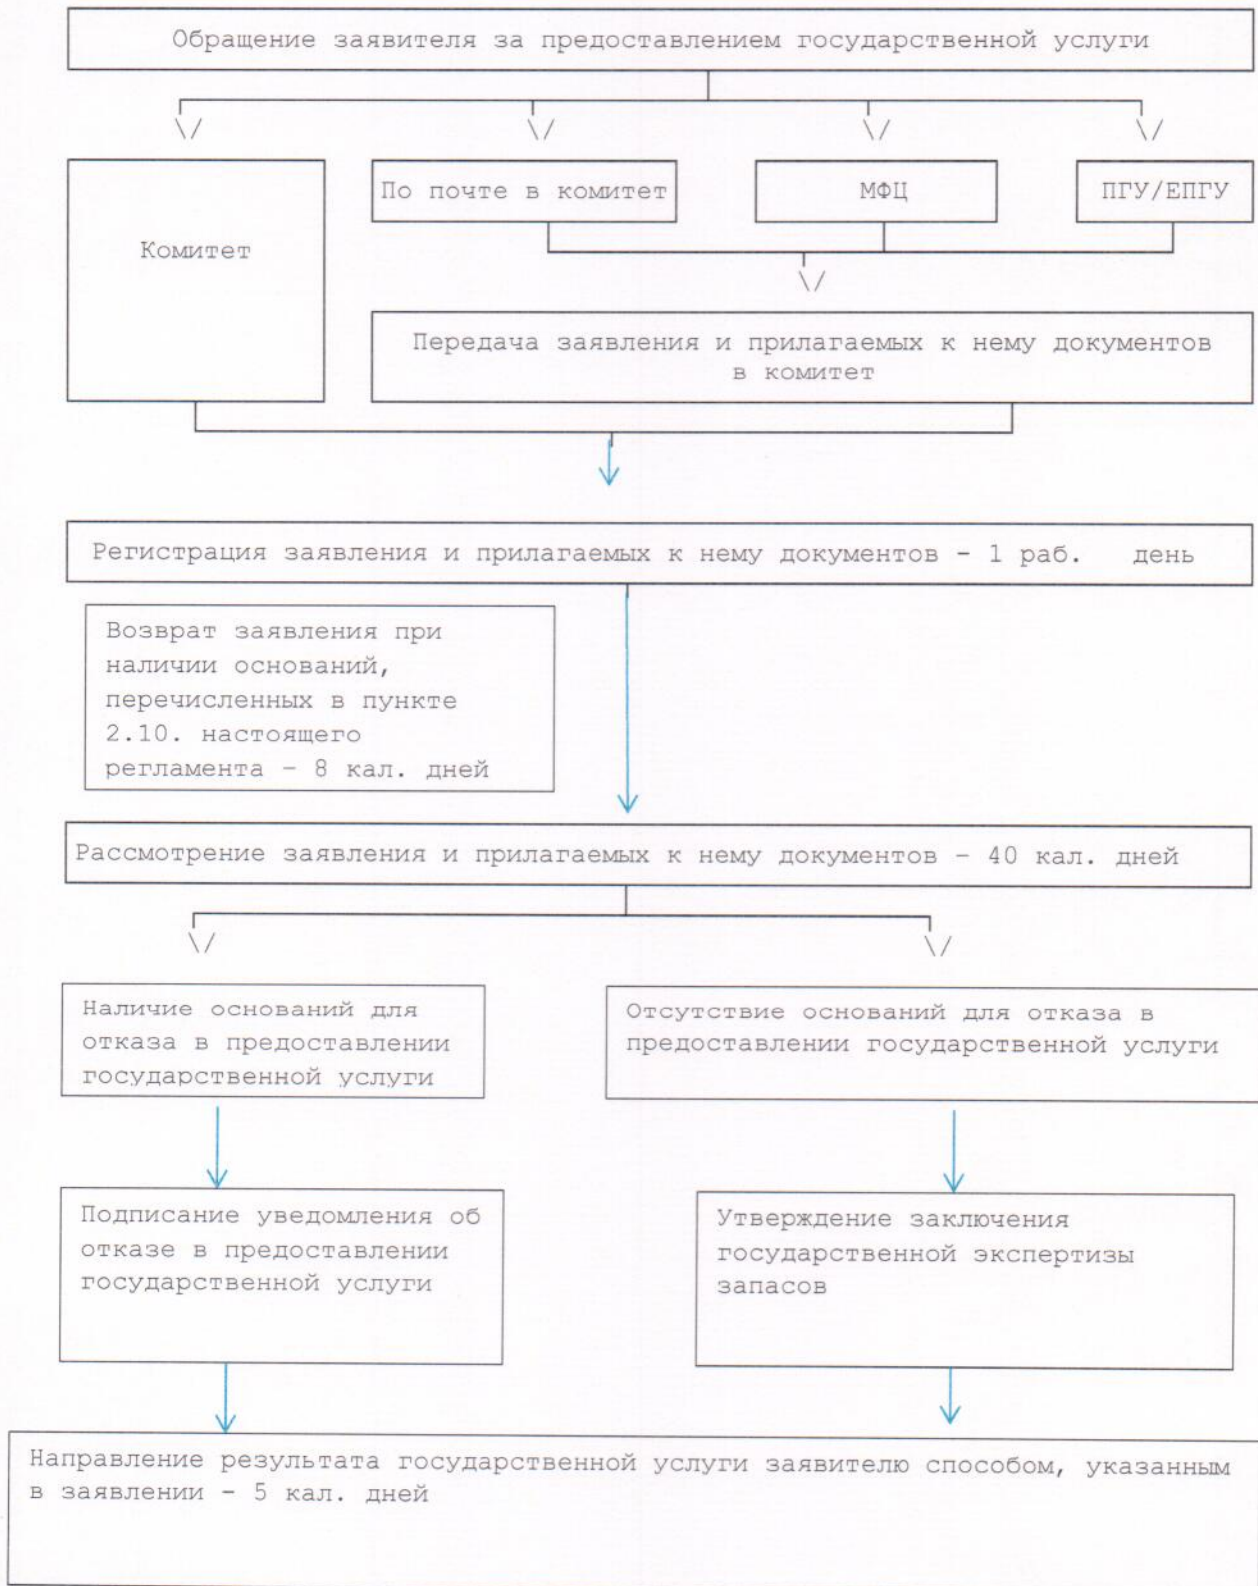 Обращение заявителя за предоставлением государственной услуги
\/ \/ \/ \/
Комитет
По почте в комитет
МФЦ
ПГУ/ЕПГУ
\/
Передача заявления и прилагаемых к нему документов
в комитет
Регистрация заявления и прилагаемых к нему документов - 1 раб. день
Возврат заявления при
наличии оснований,
перечисленных в пункте
2.10. настоящего
регламента – 8 кал. дней
Рассмотрение заявления и прилагаемых к нему документов – 40 кал. дней
\/ \/
Наличие оснований для
отказа в предоставлении
государственной услуги
Отсутствие оснований для отказа в
предоставлении государственной услуги
Подписание уведомления об
отказе в предоставлении
государственной услуги
Утверждение заключения
государственной экспертизы
запасов
Направление результата государственной услуги заявителю способом, указанным
в заявлении - 5 кал. дней